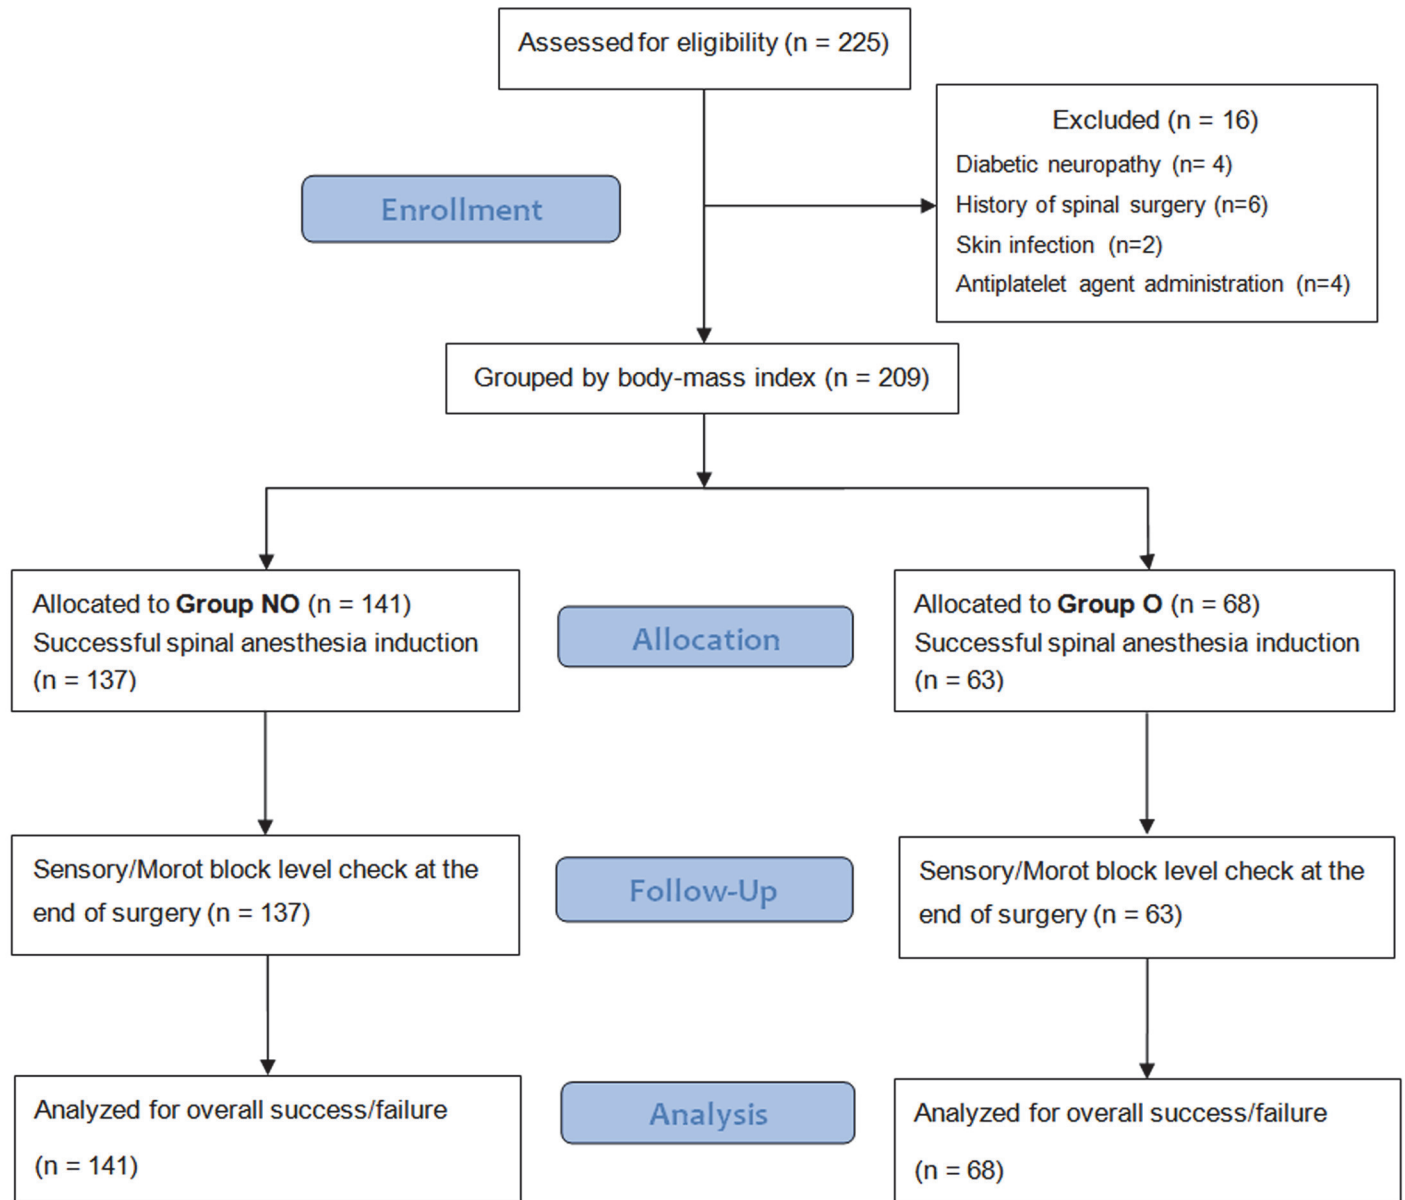 Assessed for eligibility (n = 225)
Excluded (n = 16)
Diabetic neuropathy (n= 4)
History of spinal surgery (n=6)
Skin infection (n=2)
Antiplatelet agent administration (n=4)
Enrollment
Grouped by body-mass index (n = 209)
Allocated to Group NO (n = 141)
Successful spinal anesthesia induction
(n = 137)
Allocation
Allocated to Group O (n = 68)
Successful spinal anesthesia induction
(n = 63)
Sensory/Morot block level check at the
end of surgery (n = 137)
Follow-Up
Sensory/Morot block level check at the
end of surgery (n = 63)
Analyzed for overall success/failure
(n = 141)
Analysis
Analyzed for overall success/failure
(n = 68)